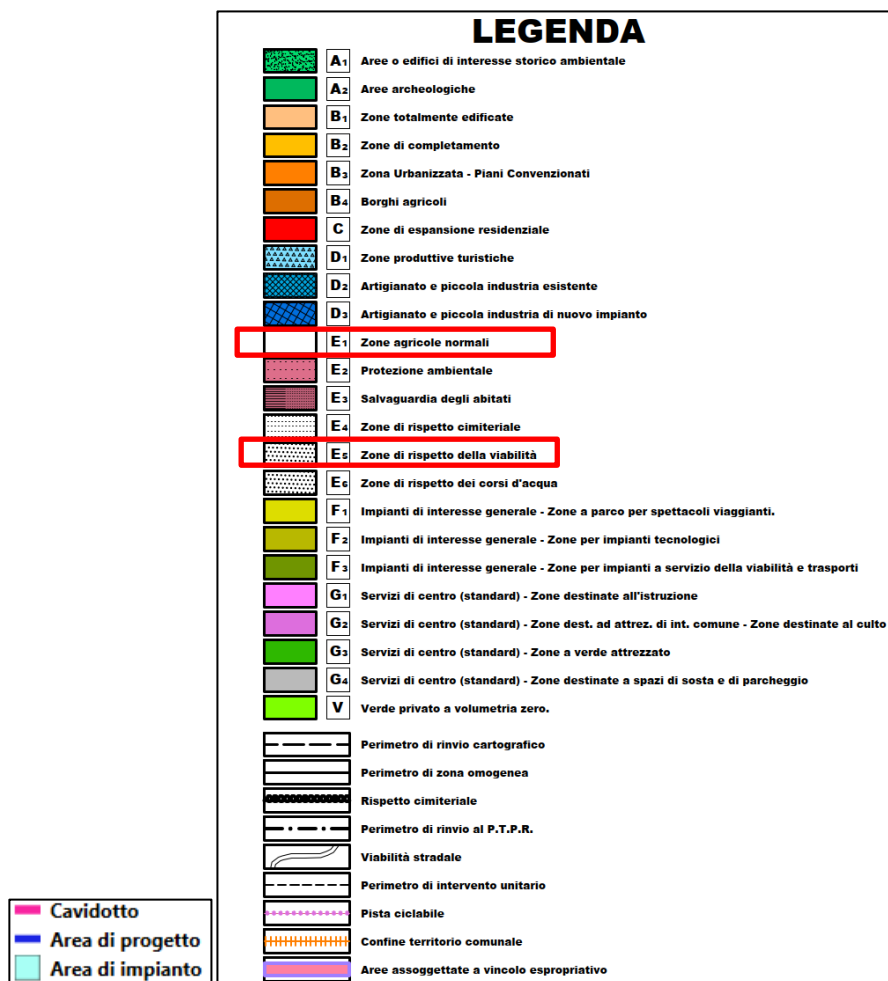 LEGENDA
A1 Aree o edifici di interesse storico ambientale
A2 Aree archeologiche
B1 Zone totalmente edificate
B2 Zone di completamento
B3 Zona Urbanizzata - Piani Convenzionati
B4 Borghi agricoli
C Zone di espansione residenziale
D1 Zone produttive turistiche
D2 Artigianato e piccola industria esistente
D3 Artigianato e piccola industria di nuovo impianto
E1 Zone agricole normali
E2 Protezione ambientale
E3 Salvaguardia degli abitati
E4 Zone di rispetto cimiteriale
E5 Zone di rispetto della viabilità
E6 Zone di rispetto dei corsi d'acqua
F1 Impianti di interesse generale - Zone a parco per spettacoli viaggianti.
F2 Impianti di interesse generale - Zone per impianti tecnologici
F3 Impianti di interesse generale - Zone per impianti a servizio della viabilità e trasporti
G1 Servizi di centro (standard) - Zone destinate all'istruzione
G2 Servizi di centro (standard) - Zone dest. ad attrez. di int. comune - Zone destinate al culto
G3 Servizi di centro (standard) - Zone a verde attrezzato
G4 Servizi di centro (standard) - Zone destinate a spazi di sosta e di parcheggio
V Verde privato a volumetria zero.
Perimetro di rinvio cartografico
Perimetro di zona omogenea
Rispetto cimiteriale
Perimetro di rinvio al P.T.P.R.
Viabilità stradale
Perimetro di intervento unitario
Pista ciclabile
Confine territorio comunale
Aree assoggettate a vincolo espropriativo
Cavidotto
Area di progetto
Area di impianto